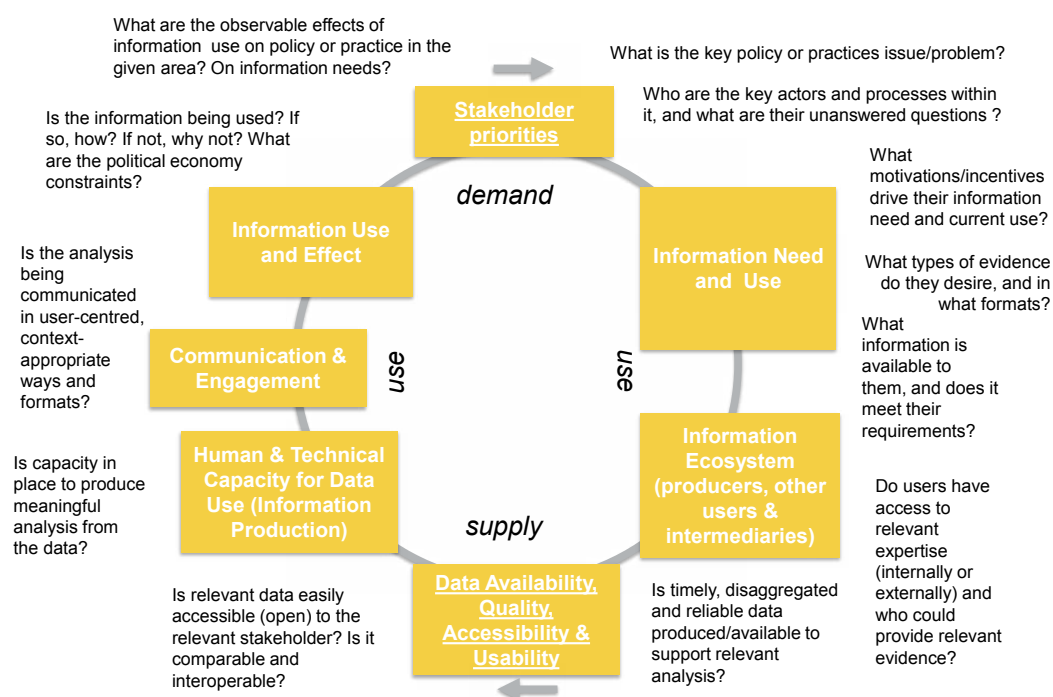 What are the observable effects of
information use on policy or practice in the
given area? On information needs?
What is the key policy or practices issue/problem?
Stakeholder
priorities
Who are the key actors and processes within
it, and what are their unanswered questions ?
Is the information being used? If
so, how? If not, why not? What
are the political economy
constraints?
demand
What
motivations/incentives
drive their information
need and current use?
Information Use
and Effect
Information Need
and Use
What types of evidence
do they desire, and in
what formats?
Is the analysis
being
communicated
in user-centred,
context-
appropriate
ways and
formats?
Communication &
Engagement
use
use
What
information is
available to
them, and does it
meet their
requirements?
Human & Technical
Capacity for Data
Use (Information
Production)
Information
Ecosystem
(producers, other
users &
intermediaries)
Is capacity in
place to produce
meaningful
analysis from
the data?
supply
Do users have
access to
relevant
expertise
(internally or
externally) and
who could
provide relevant
evidence?
Data Availability,
Quality,
Accessibility &
Usability
Is relevant data easily
accessible (open) to
the relevant
stakeholder? Is it
comparable and
interoperable?
Is timely, disaggregated
and reliable data
produced/available to
support relevant
analysis?